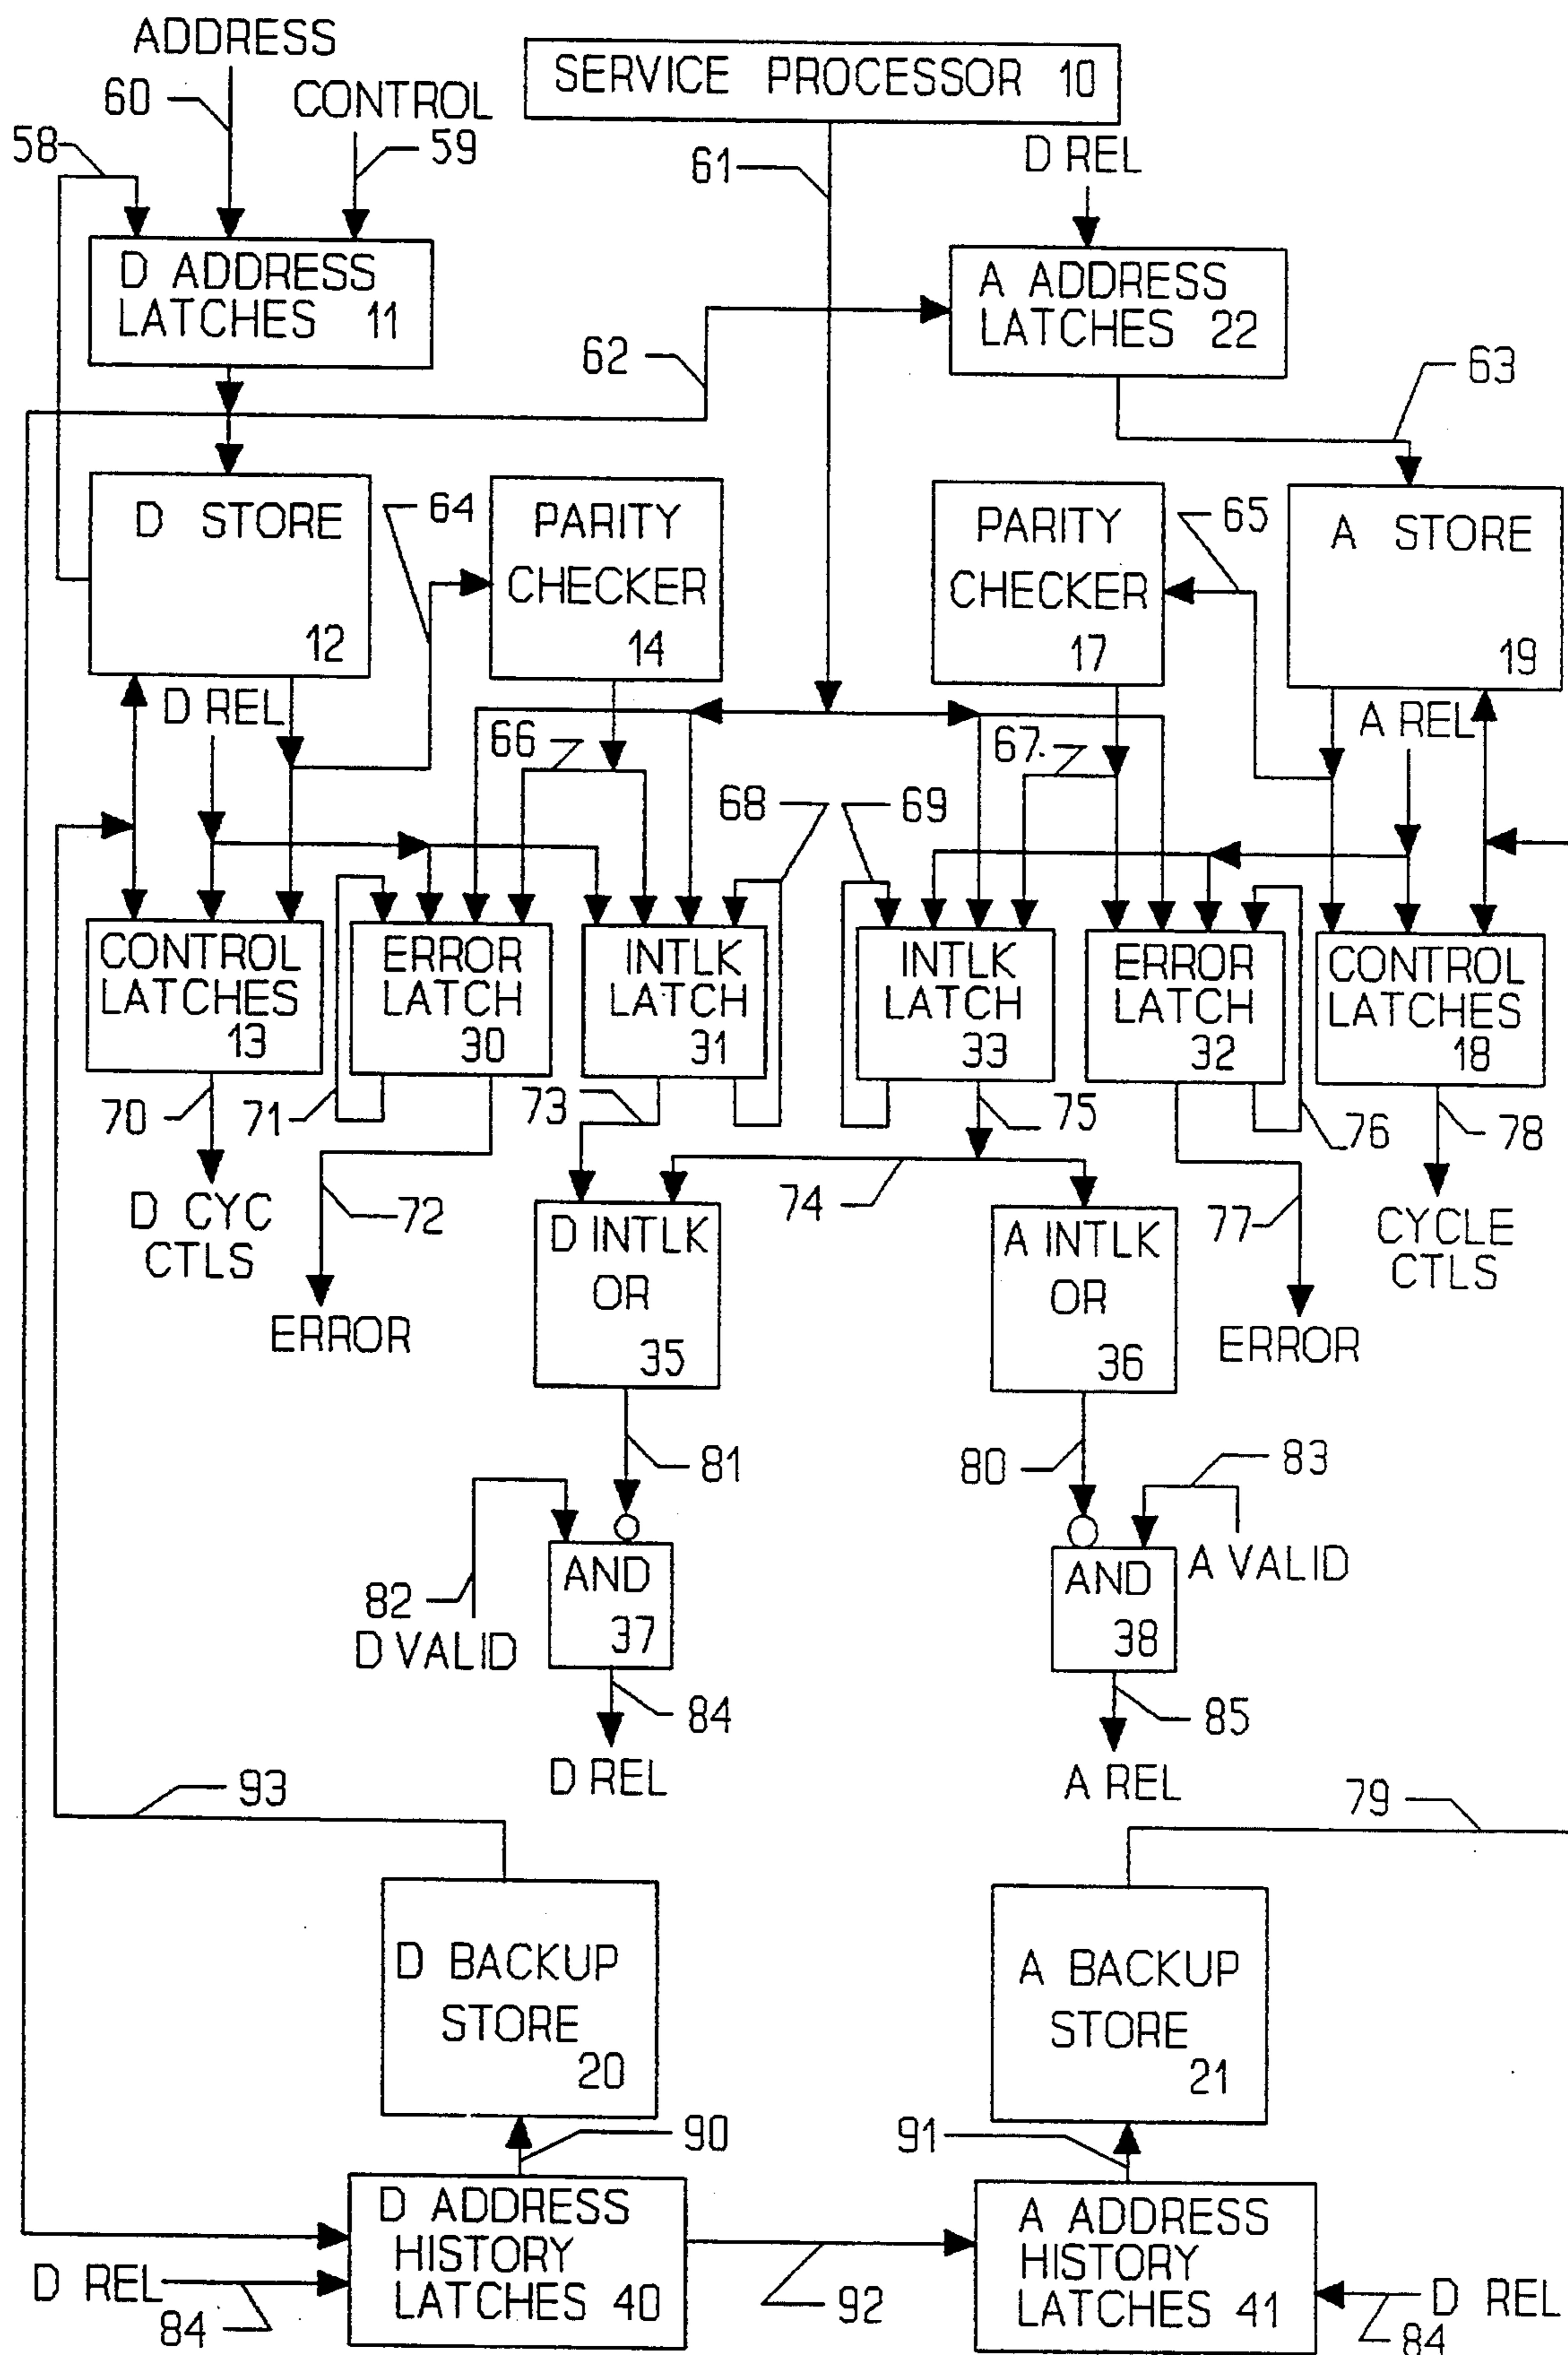 ADDRESS
60
CONTROL
58
59
SERVICE PROCESSOR 10
61
D REL
D ADDRESS
LATCHES 11
A ADDRESS
LATCHES 22
62
63
D STORE
12
64
PARITY
CHECKER
14
PARITY
CHECKER
17
65
A STORE
19
D REL
66
67
A REL
68
69
CONTROL
LATCHES
13
ERROR
LATCH
30
INTLK
LATCH
31
INTLK
LATCH
33
ERROR
LATCH
32
CONTROL
LATCHES
18
70
71
73
75
76
78
D CYC
CTLS
72
74
77
CYCLE
CTLS
ERROR
D INTLK
OR
35
A INTLK
OR
36
ERROR
81
80
83
82
D VALID
AND
37
AND
38
A VALID
84
85
D REL
A REL
93
79
D BACKUP
STORE
20
A BACKUP
STORE
21
90
91
D ADDRESS
HISTORY
LATCHES 40
A ADDRESS
HISTORY
LATCHES 41
D REL
84
92
D REL
84